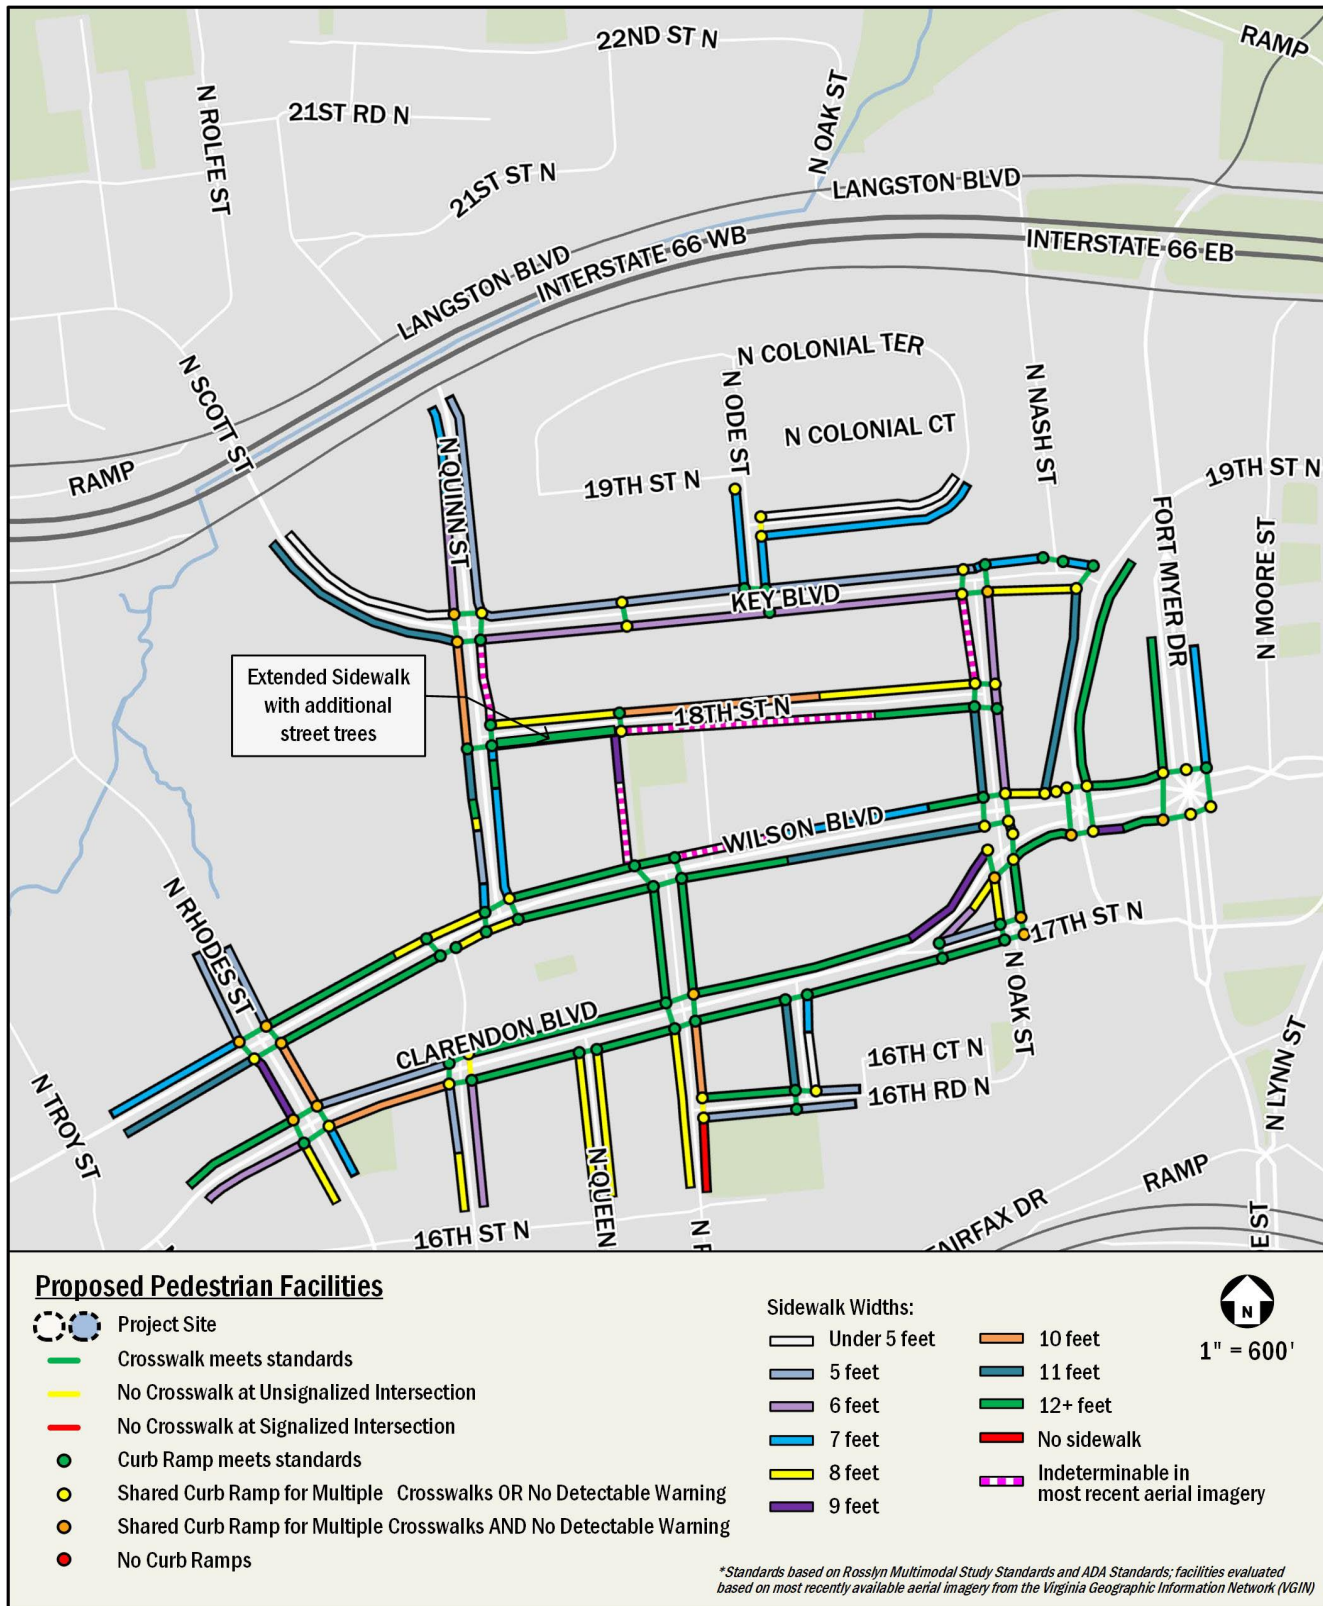 22ND ST N
RAMP
N ROLFE ST
21ST RD N
N OAK ST
21ST ST N
LANGSTON BLVD
INTERSTATE 66 WB
INTERSTATE 66 EB
LANGSTON BLVD
N SCOTT ST
N COLONIAL TER
N ODE ST
N NASH ST
N COLONIAL CT
N QUINN ST
RAMP
19TH ST N
19TH ST N
FORT MYER DR
N MOORE ST
KEY BLVD
Extended Sidewalk
with additional
street trees
18TH ST N
WILSON BLVD
N RHODES ST
17TH ST N
N OAK ST
CLARENDON BLVD
16TH CT N
16TH RD N
N TROY ST
N LYNN ST
N QUEEN
16TH ST N
RAMP
FAIRFAX DR
E ST
Proposed Pedestrian Facilities
Project Site
Crosswalk meets standards
No Crosswalk at Unsignalized Intersection
No Crosswalk at Signalized Intersection
Curb Ramp meets standards
Shared Curb Ramp for Multiple Crosswalks OR No Detectable Warning
Shared Curb Ramp for Multiple Crosswalks AND No Detectable Warning
No Curb Ramps
Sidewalk Widths:
Under 5 feet
5 feet
6 feet
7 feet
8 feet
9 feet
10 feet
11 feet
12+ feet
No sidewalk
Indeterminable in
most recent aerial imagery
N
1" = 600'
*Standards based on Rosslyn Multimodal Study Standards and ADA Standards; facilities evaluated
based on most recently available aerial imagery from the Virginia Geographic Information Network (VGIN)